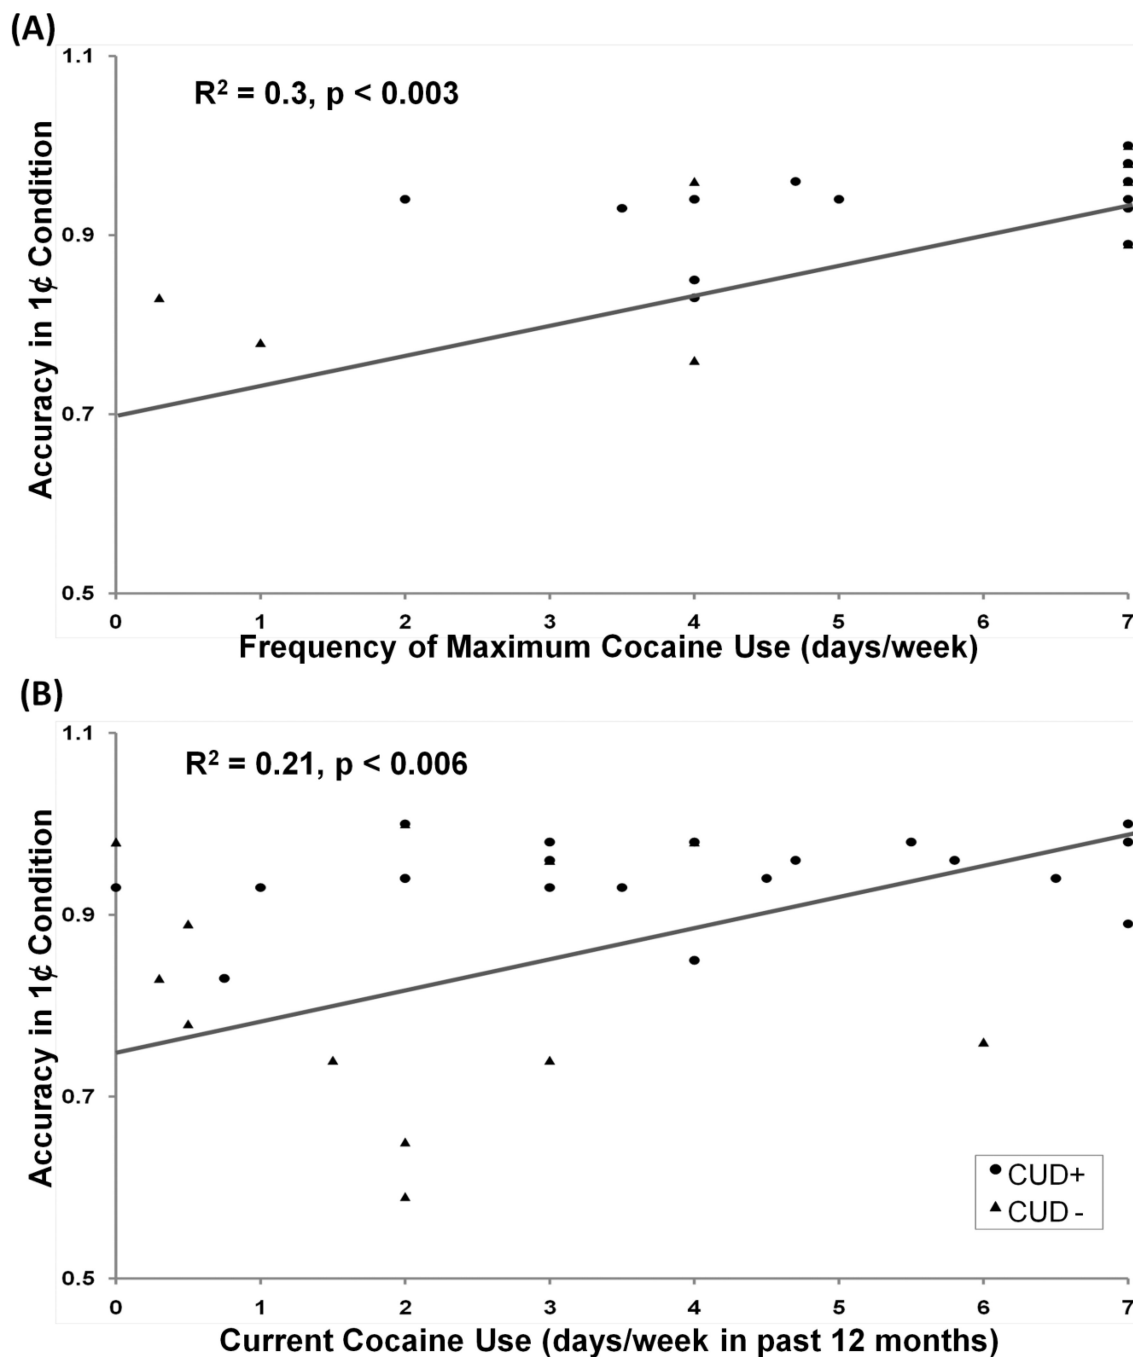 (A)
1.1
R² = 0.3, p < 0.003
0.9
Accuracy in 1¢ Condition
0.7
0.5
0 1 2 3 4 5 6 7
Frequency of Maximum Cocaine Use (days/week)
(B)
1.1
R² = 0.21, p < 0.006
0.9
Accuracy in 1¢ Condition
0.7
CUD+
CUD -
0.5
0 1 2 3 4 5 6 7
Current Cocaine Use (days/week in past 12 months)